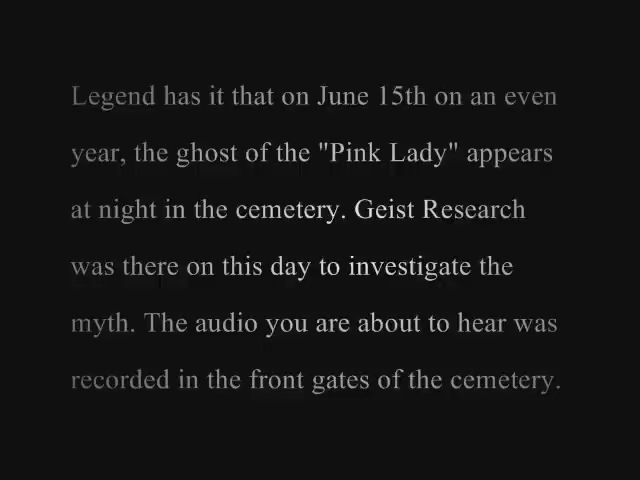 Legend has it that on June 15th on an even
year, the ghost of the "Pink Lady" appears
at night in the cemetery. Geist Research
was there on this day to investigate the
myth. The audio you are about to hear was
recorded in the front gates of the cemetery.